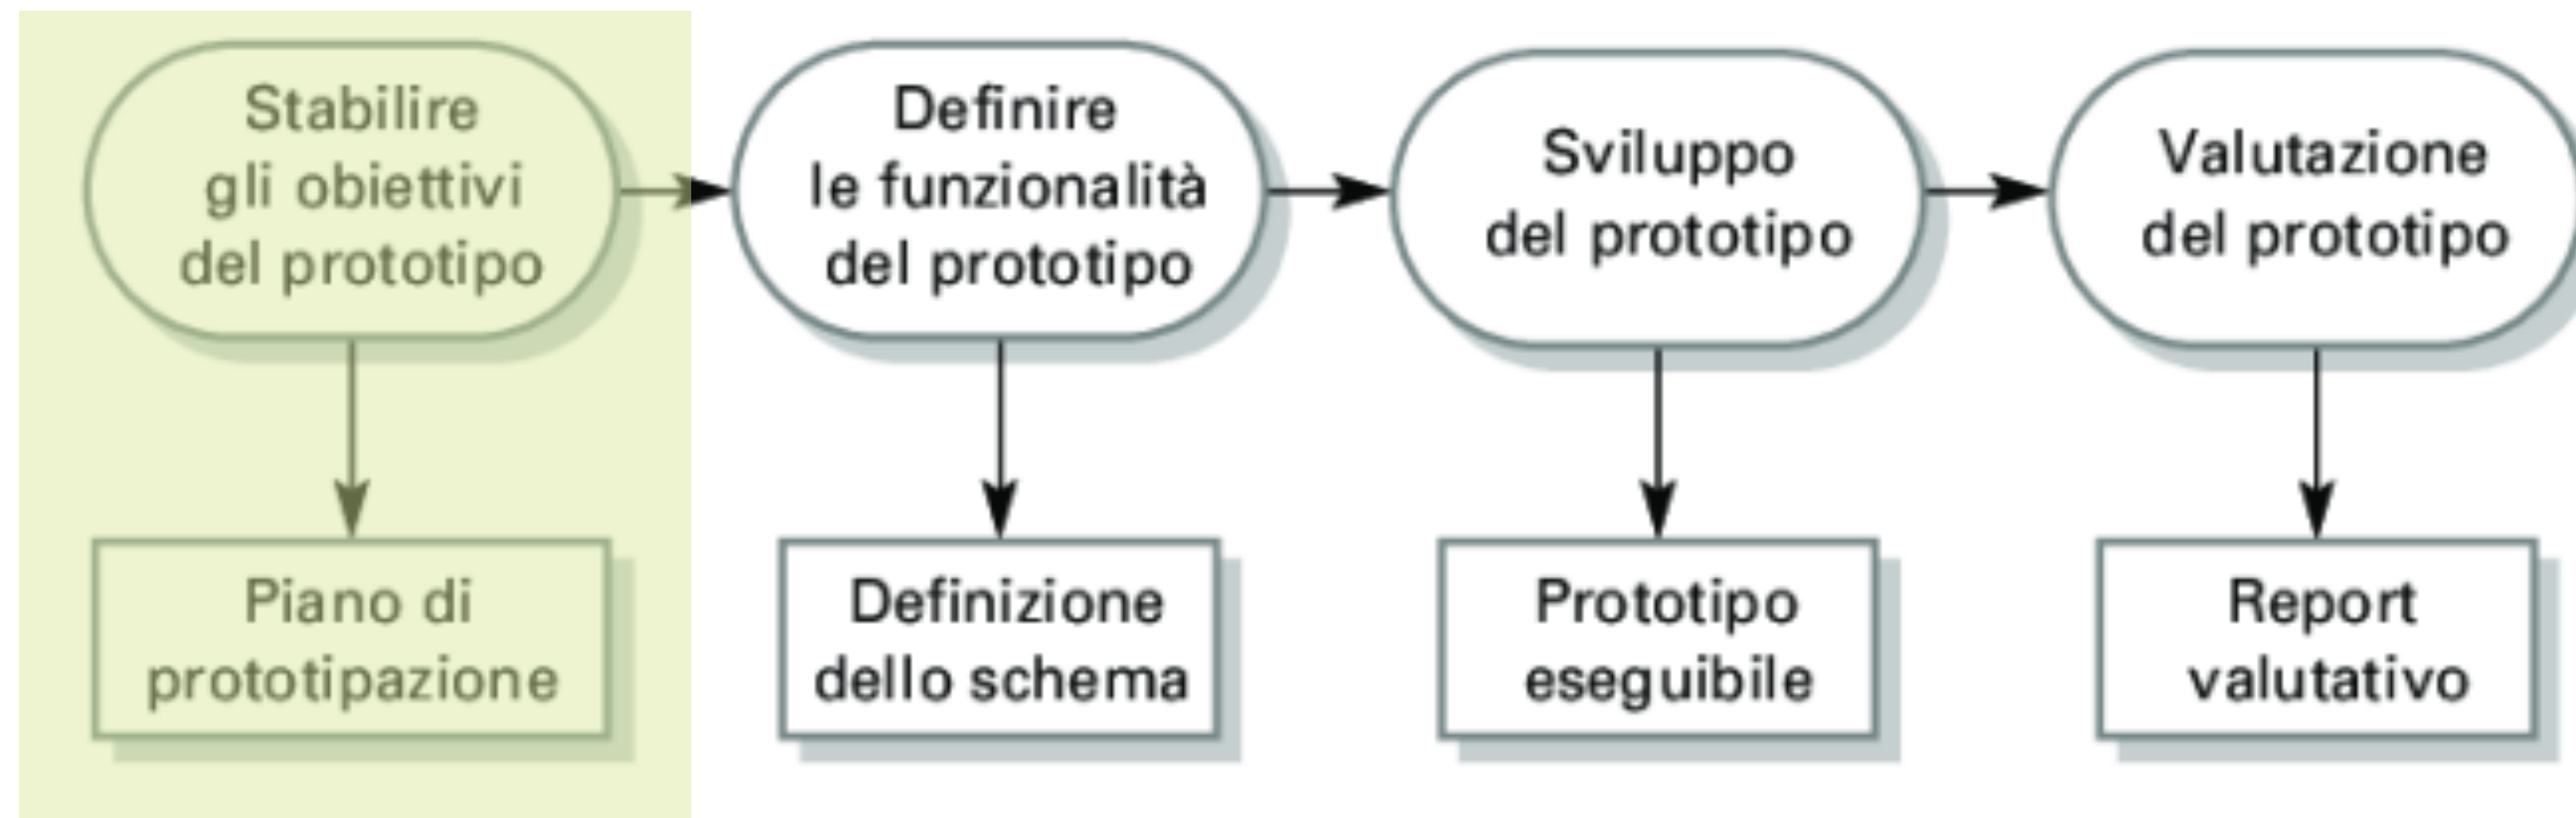 Stabilire
gli obiettivi
del prototipo
Definire
le funzionalità
del prototipo
Sviluppo
del prototipo
Valutazione
del prototipo
Piano di
prototipazione
Definizione
dello schema
Prototipo
eseguibile
Report
valutativo